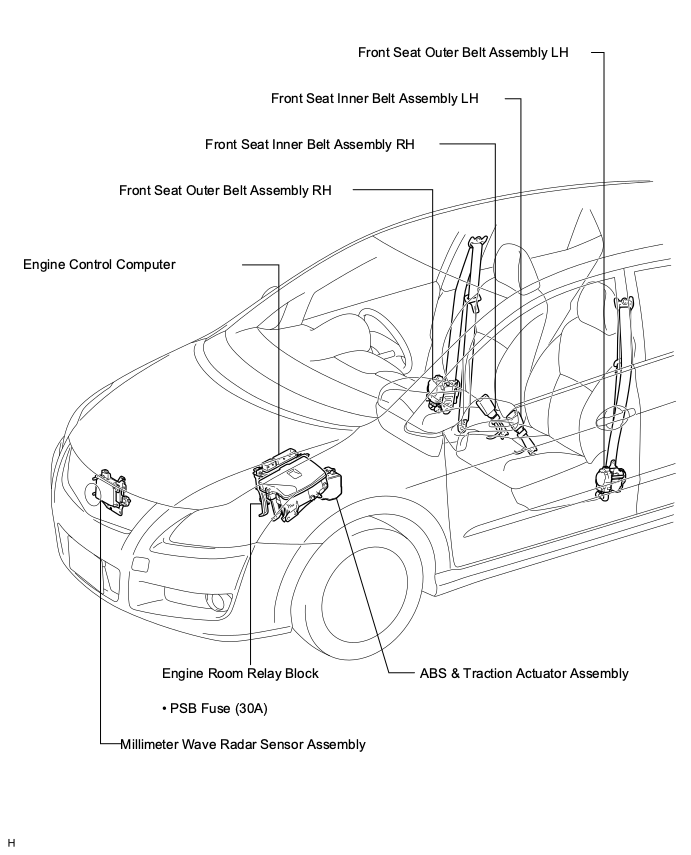 Front Seat Outer Belt Assembly LH
Front Seat Inner Belt Assembly LH
Front Seat Inner Belt Assembly RH
Front Seat Outer Belt Assembly RH
Engine Control Computer
Engine Room Relay Block
ABS & Traction Actuator Assembly
• PSB Fuse (30A)
Millimeter Wave Radar Sensor Assembly
H